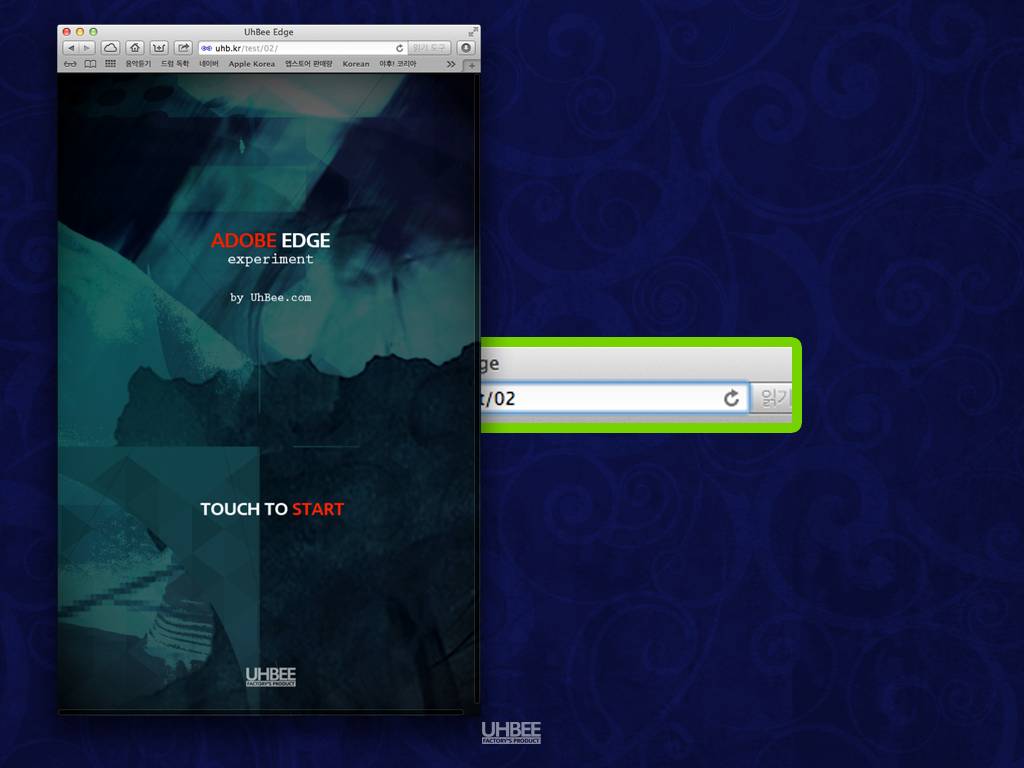 UhBee Edge
uhb.kr/test/02/
읽기 도구
음악듣기 드럼 독학 네이버 Apple Korea 앱스토어 판매량 Korean 야후! 코리아
ADOBE EDGE
experiment
by UhBee.com
ge
t/02
읽기
TOUCH TO START
UHBEE
FACTORY'S PRODUCT
UHBEE
FACTORY'S PRODUCT